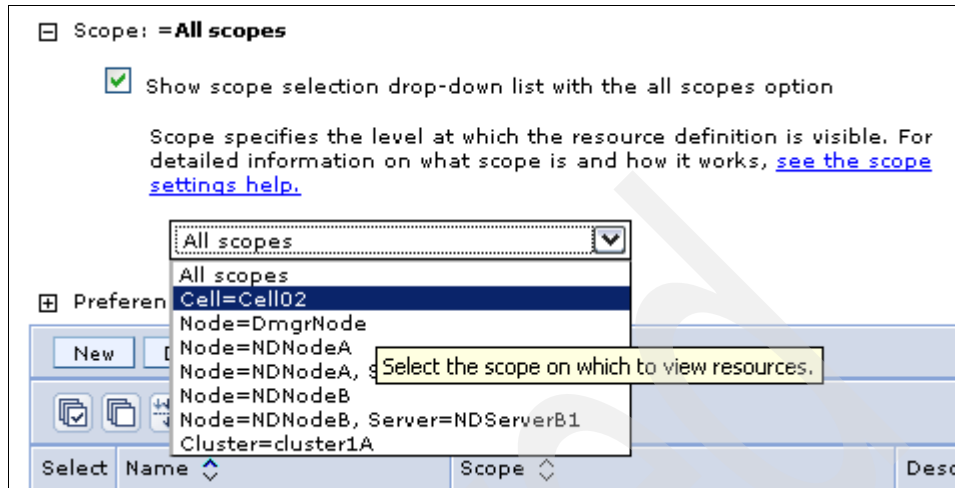 Scope: =All scopes
Show scope selection drop-down list with the all scopes option
Scope specifies the level at which the resource definition is visible. For
detailed information on what scope is and how it works, see the scope
settings help.
All scopes
All scopes
Cell=Cell02
Node=DmgrNode
Node=NDNodeA
Node=NDNodeA, S
Select the scope on which to view resources.
Node=NDNodeB
Node=NDNodeB, Server=NDServerB1
Cluster=cluster1A
Preferen
New
Select Name Scope Desc